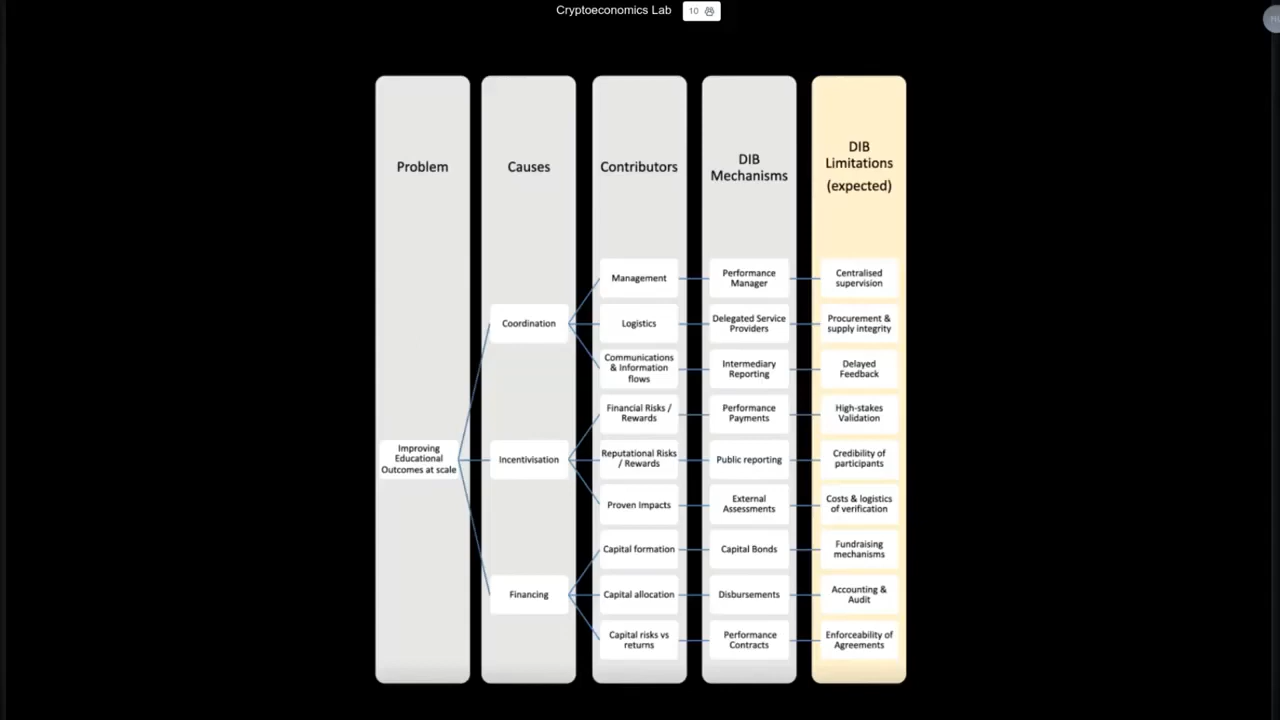 Cryptoeconomics Lab
10
Problem
Causes
Contributors
DIB
Mechanisms
DIB
Limitations
(expected)
Improving
Educational
Outcomes at scale
Coordination
Incentivisation
Financing
Management
Logistics
Communications
& Information
flows
Financial Risks /
Rewards
Reputational Risks
/ Rewards
Proven Impacts
Capital formation
Capital allocation
Capital risks vs
returns
Performance
Manager
Delegated Service
Providers
Intermediary
Reporting
Performance
Payments
Public reporting
External
Assessments
Capital Bonds
Disbursements
Performance
Contracts
Centralised
supervision
Procurement &
supply integrity
Delayed
Feedback
High-stakes
Validation
Credibility of
participants
Costs & logistics
of verification
Fundraising
mechanisms
Accounting &
Audit
Enforceability of
Agreements